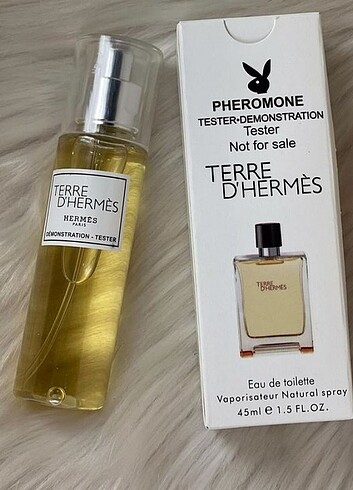 TERRE
D'HERMÈS
HERMÈS
PARIS
DEMONSTRATION - TESTER
PHEROMONE
TESTER•DEMONSTRATION
Tester
Not for sale
TERRE
D'HERMÈS
TERRE
D'HERMÈS
Eau de toilette
Vaporisateur Natural spray
45ml e 1.5 FL.OZ.